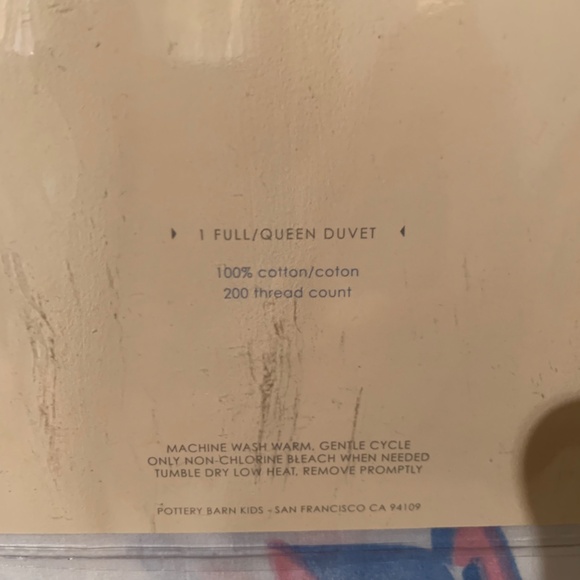 1 FULL/QUEEN DUVET
100% cotton/coton
200 thread count
MACHINE WASH WARM, GENTLE CYCLE
ONLY NON-CHLORINE BLEACH WHEN NEEDED
TUMBLE DRY LOW HEAT, REMOVE PROMPTLY
POTTERY BARN KIDS - SAN FRANCISCO CA 94109